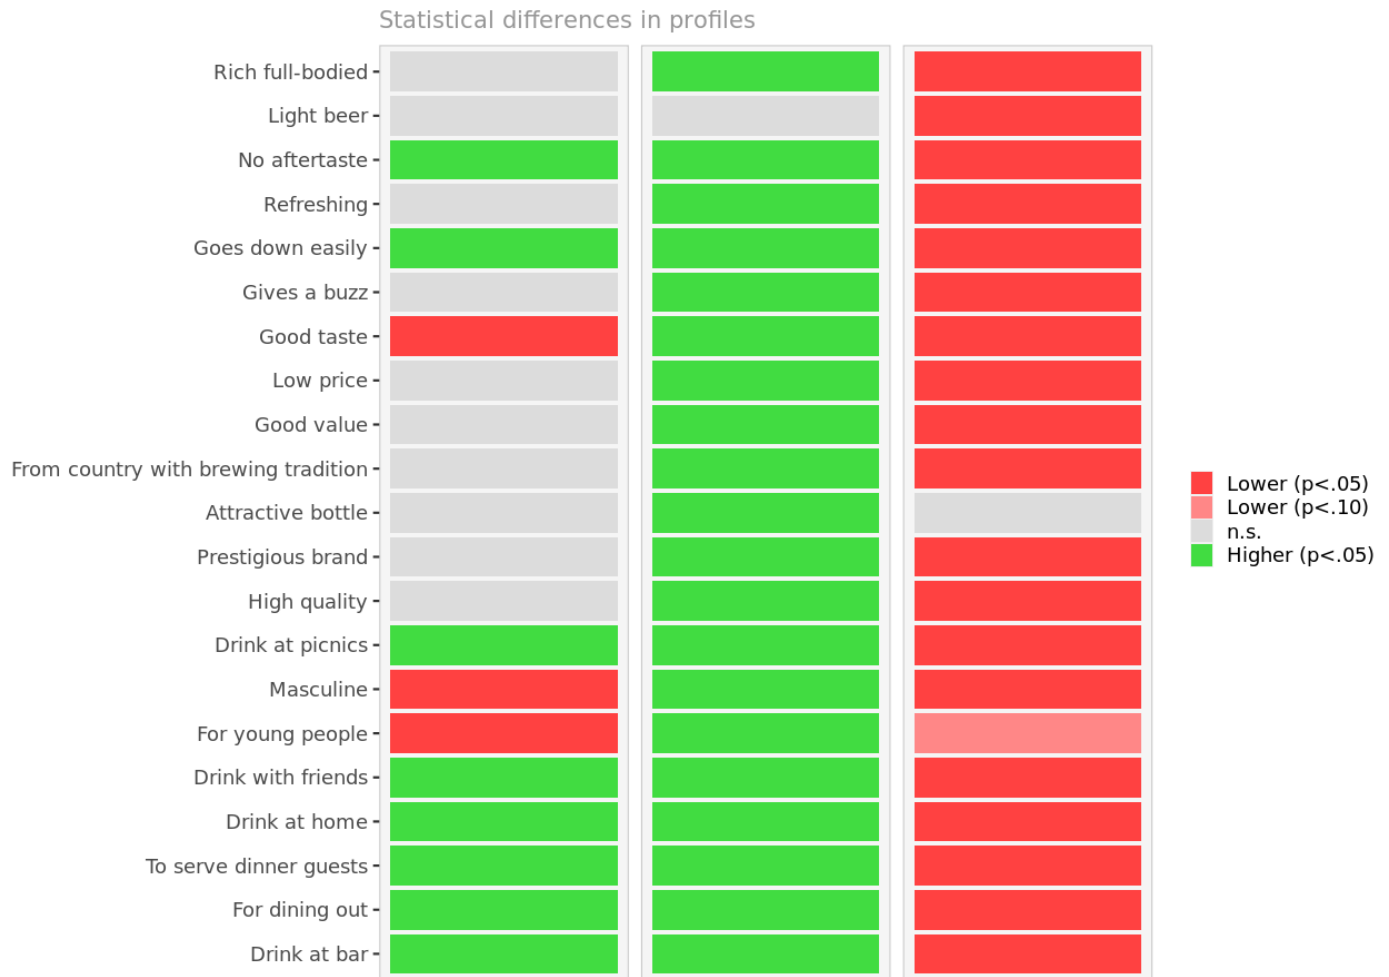 Statistical differences in profiles
Rich full-bodied
Light beer
No aftertaste
Refreshing
Goes down easily
Gives a buzz
Good taste
Low price
Good value
From country with brewing tradition
Attractive bottle
Prestigious brand
High quality
Drink at picnics
Masculine
For young people
Drink with friends
Drink at home
To serve dinner guests
For dining out
Drink at bar
Lower (p<.05)
Lower (p<.10)
n.s.
Higher (p<.05)